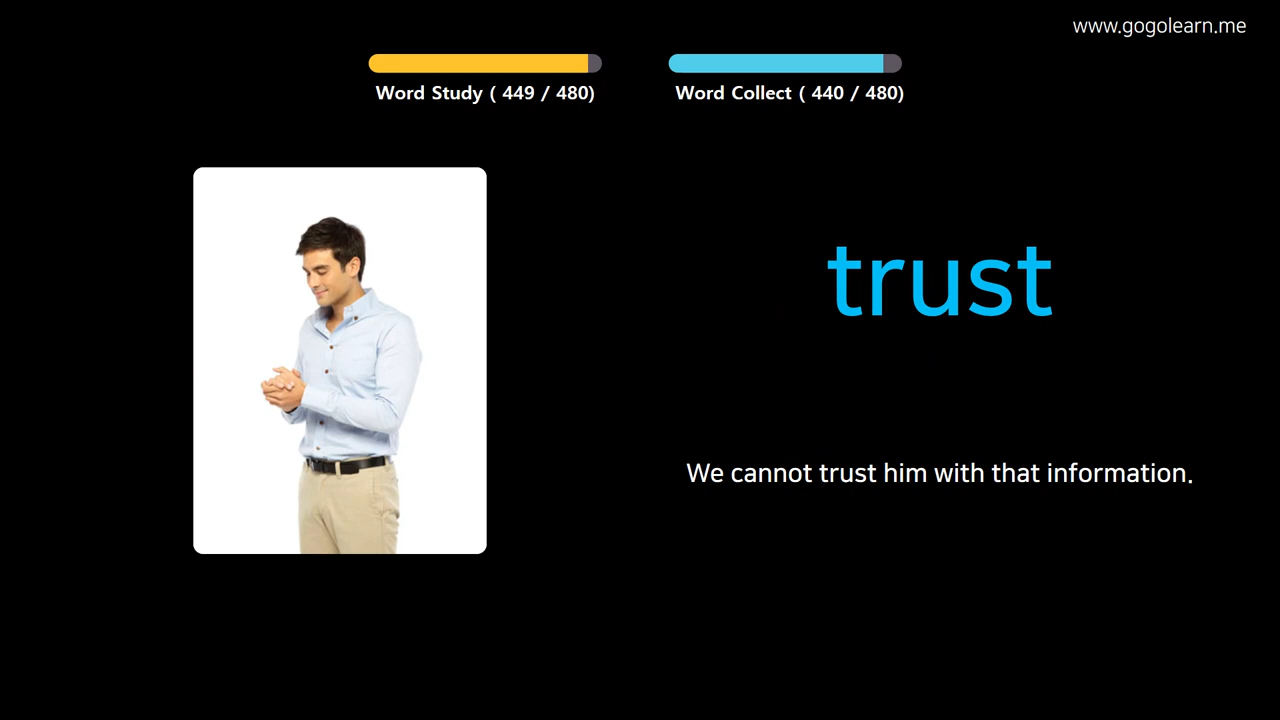 www.gogolearn.me
Word Study ( 449 / 480)
Word Collect ( 440 / 480)
trust
We cannot trust him with that information.